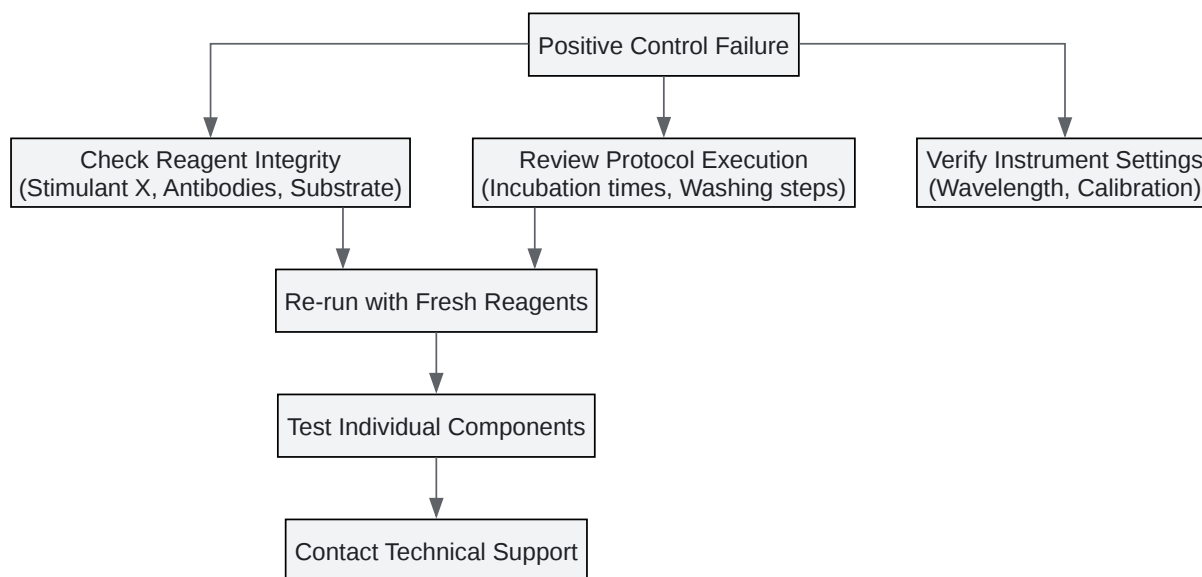 Positive Control Failure
Check Reagent Integrity
(Stimulant X, Antibodies, Substrate)
Review Protocol Execution
(Incubation times, Washing steps)
Verify Instrument Settings
(Wavelength, Calibration)
Re-run with Fresh Reagents
Test Individual Components
Contact Technical Support